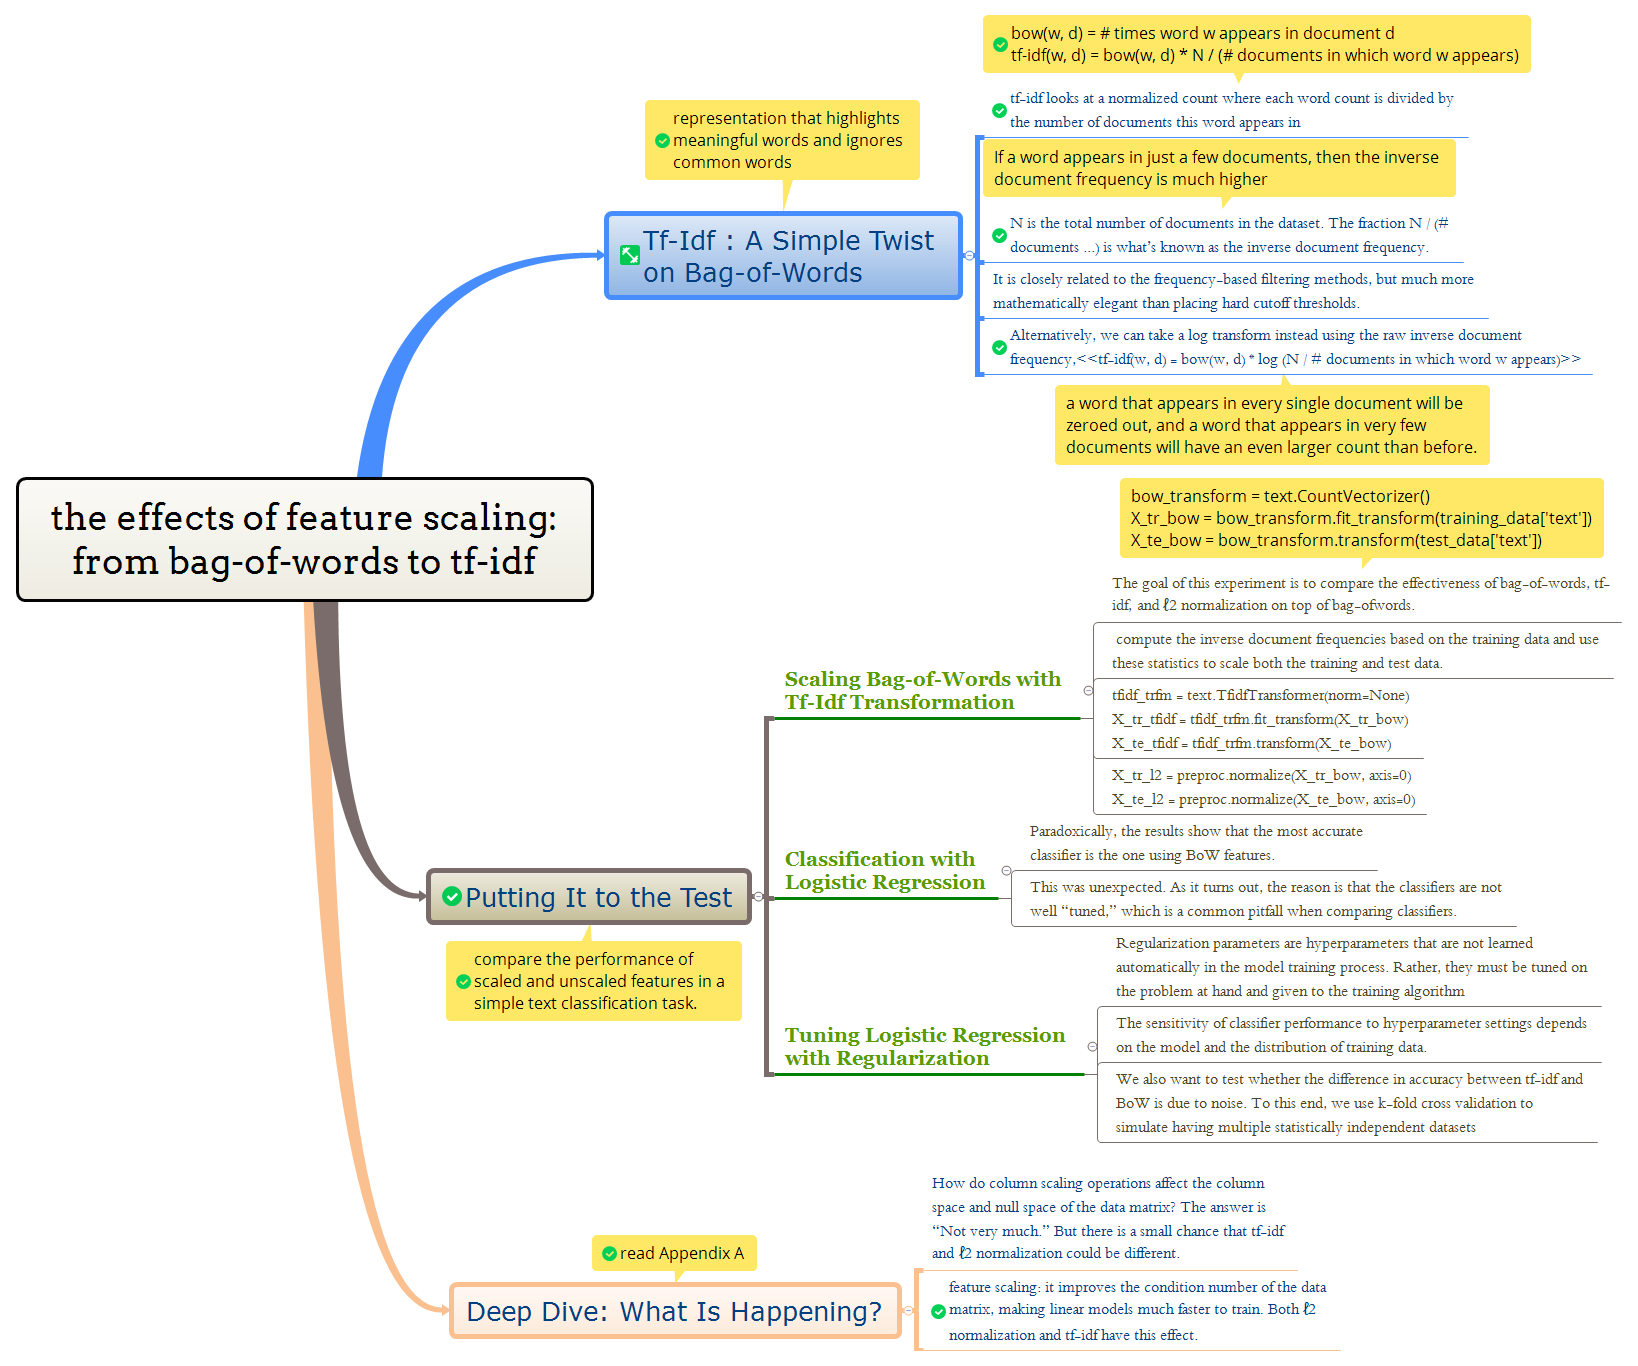 the effects of feature scaling:
from bag-of-words to tf-idf
representation that highlights
meaningful words and ignores
common words
Tf-Idf : A Simple Twist
on Bag-of-Words
bow(w, d) = # times word w appears in document d
tf-idf(w, d) = bow(w, d) * N / (# documents in which word w appears)
tf-idf looks at a normalized count where each word count is divided by
the number of documents this word appears in
If a word appears in just a few documents, then the inverse
document frequency is much higher
N is the total number of documents in the dataset. The fraction N / (#
documents ...) is what's known as the inverse document frequency.
It is closely related to the frequency-based filtering methods, but much more
mathematically elegant than placing hard cutoff thresholds.
Alternatively, we can take a log transform instead using the raw inverse document
frequency,<<tf-idf(w, d) = bow(w, d) * log (N / # documents in which word w appears)>>
a word that appears in every single document will be
zeroed out, and a word that appears in very few
documents will have an even larger count than before.
Putting It to the Test
compare the performance of
scaled and unscaled features in a
simple text classification task.
Scaling Bag-of-Words with
Tf-Idf Transformation
bow_transform = text.CountVectorizer()
X_tr_bow = bow_transform.fit_transform(training_data['text'])
X_te_bow = bow_transform.transform(test_data['text'])
The goal of this experiment is to compare the effectiveness of bag-of-words, tf-
idf, and ℓ2 normalization on top of bag-ofwords.
compute the inverse document frequencies based on the training data and use
these statistics to scale both the training and test data.
tfidf_trfm = text.TfidfTransformer(norm=None)
X_tr_tfidf = tfidf_trfm.fit_transform(X_tr_bow)
X_te_tfidf = tfidf_trfm.transform(X_te_bow)
X_tr_l2 = preproc.normalize(X_tr_bow, axis=0)
X_te_l2 = preproc.normalize(X_te_bow, axis=0)
Classification with
Logistic Regression
Paradoxically, the results show that the most accurate
classifier is the one using BoW features.
This was unexpected. As it turns out, the reason is that the classifiers are not
well “tuned,” which is a common pitfall when comparing classifiers.
Tuning Logistic Regression
with Regularization
Regularization parameters are hyperparameters that are not learned
automatically in the model training process. Rather, they must be tuned on
the problem at hand and given to the training algorithm
The sensitivity of classifier performance to hyperparameter settings depends
on the model and the distribution of training data.
We also want to test whether the difference in accuracy between tf-idf and
BoW is due to noise. To this end, we use k-fold cross validation to
simulate having multiple statistically independent datasets
read Appendix A
Deep Dive: What Is Happening?
How do column scaling operations affect the column
space and null space of the data matrix? The answer is
“Not very much.” But there is a small chance that tf-idf
and ℓ2 normalization could be different.
feature scaling: it improves the condition number of the data
matrix, making linear models much faster to train. Both ℓ2
normalization and tf-idf have this effect.